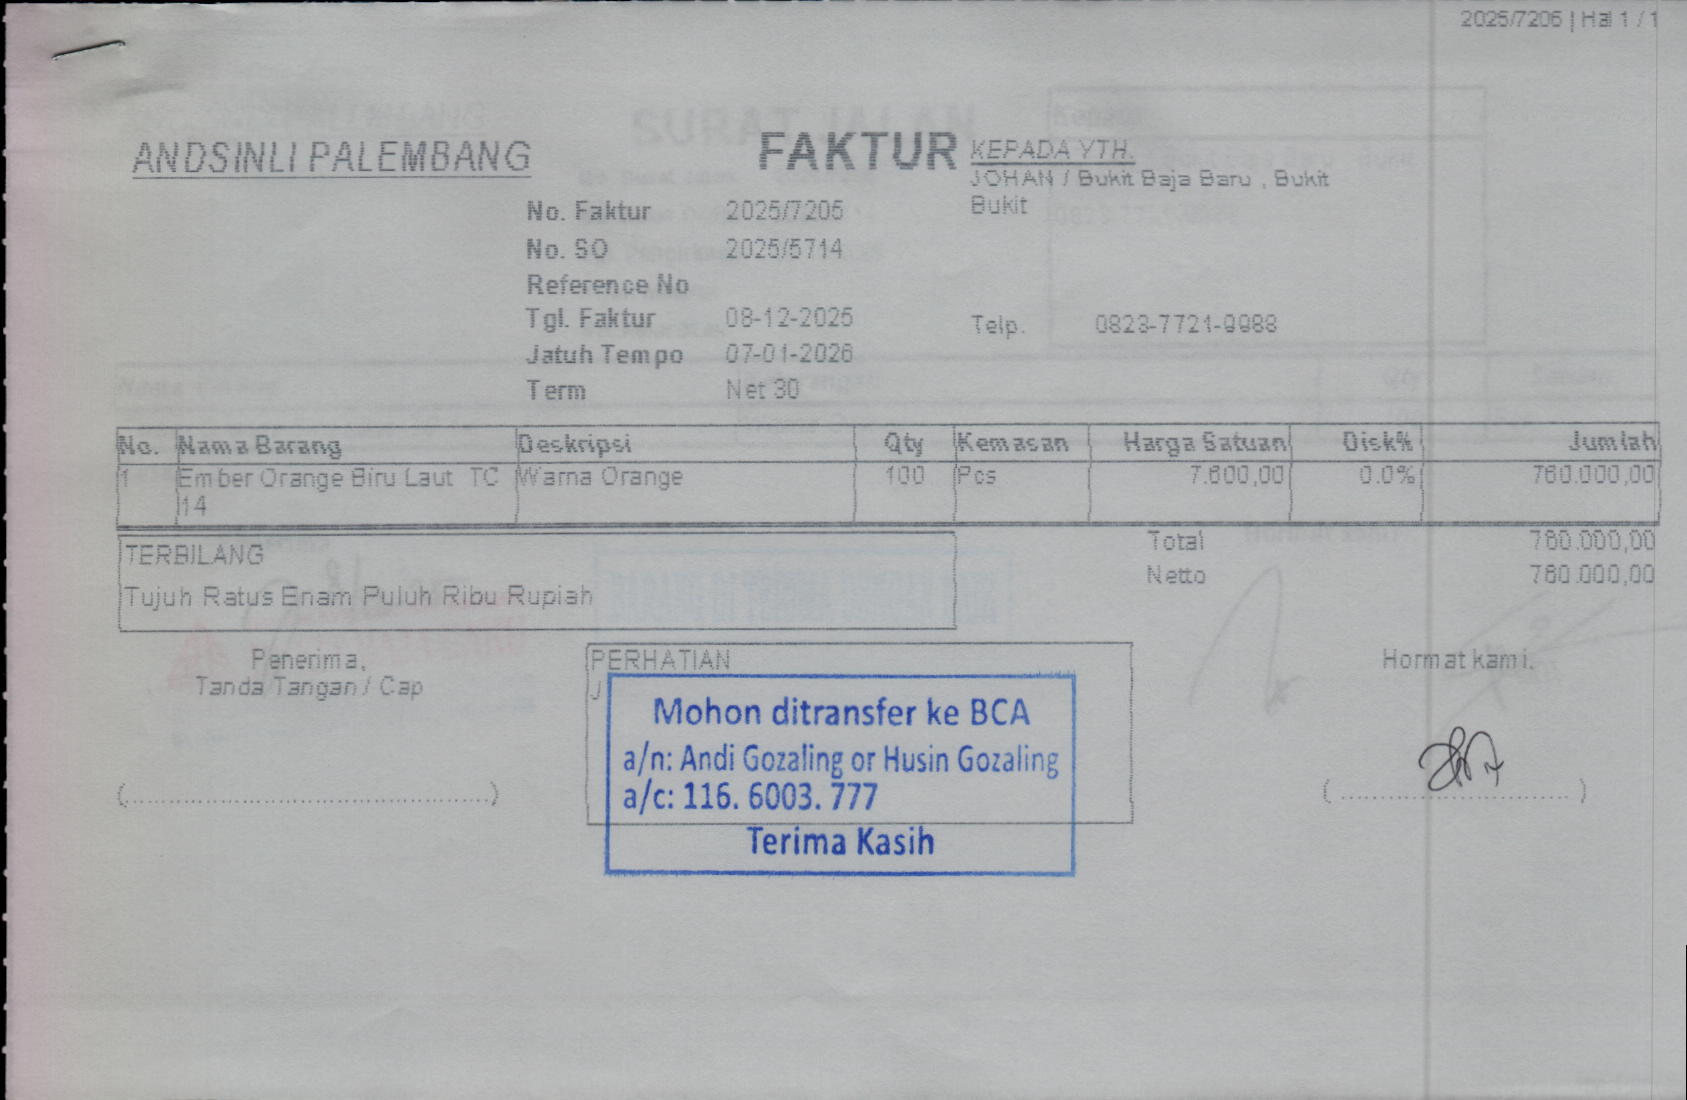 2025/7205 | Hal 1 / 1
ANDSINLI PALEMBANG
FAKTUR
KEPADA YTH.
JOHAN / Bukit Baja Baru , Bukit
Bukit
No. Faktur 2025/7205
No. SO 2025/5714
Reference No
Tgl. Faktur 08-12-2025
Telp. 0823-7721-9988
Jatuh Tempo 07-01-2026
Term Net 30
No. Nama Barang Deskripsi Qty Kemasan Harga Satuan Disk% Jumlah
1 Ember Orange Biru Laut TC Warna Orange 100 Pcs 7.600,00 0.0% 760.000,00
14
Total 760.000,00
TERBILANG
Netto 760.000,00
Tujuh Ratus Enam Puluh Ribu Rupiah
Penerima,
Tanda Tangan / Cap
PERHATIAN
J
Mohon ditransfer ke BCA
a/n: Andi Gozaling or Husin Gozaling
a/c: 116. 6003. 777
Terima Kasih
Hormat kami,
(..................................................)
(................................)